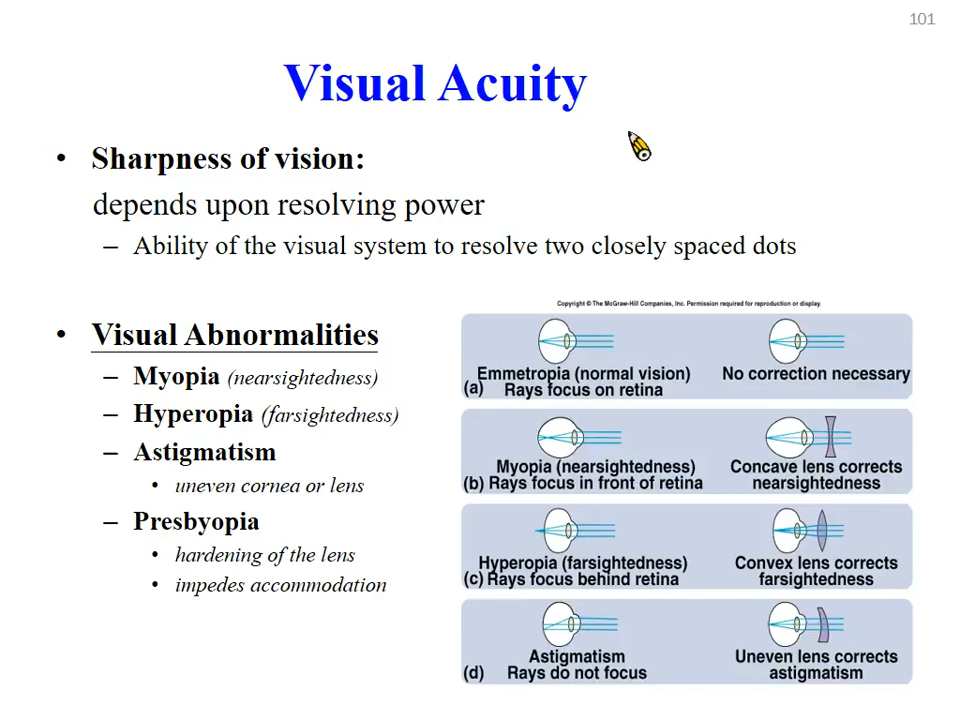 101
Visual Acuity
• Sharpness of vision:
depends upon resolving power
– Ability of the visual system to resolve two closely spaced dots
• Visual Abnormalities
– Myopia (nearsightedness)
– Hyperopia (farsightedness)
– Astigmatism
• uneven cornea or lens
– Presbyopia
• hardening of the lens
• impedes accommodation
Copyright © The McGraw-Hill Companies, Inc. Permission required for reproduction or display.
Emmetropia (normal vision)
(a) Rays focus on retina
No correction necessary
Myopia (nearsightedness)
(b) Rays focus in front of retina
Concave lens corrects
nearsightedness
Hyperopia (farsightedness)
(c) Rays focus behind retina
Convex lens corrects
farsightedness
Astigmatism
(d) Rays do not focus
Uneven lens corrects
astigmatism